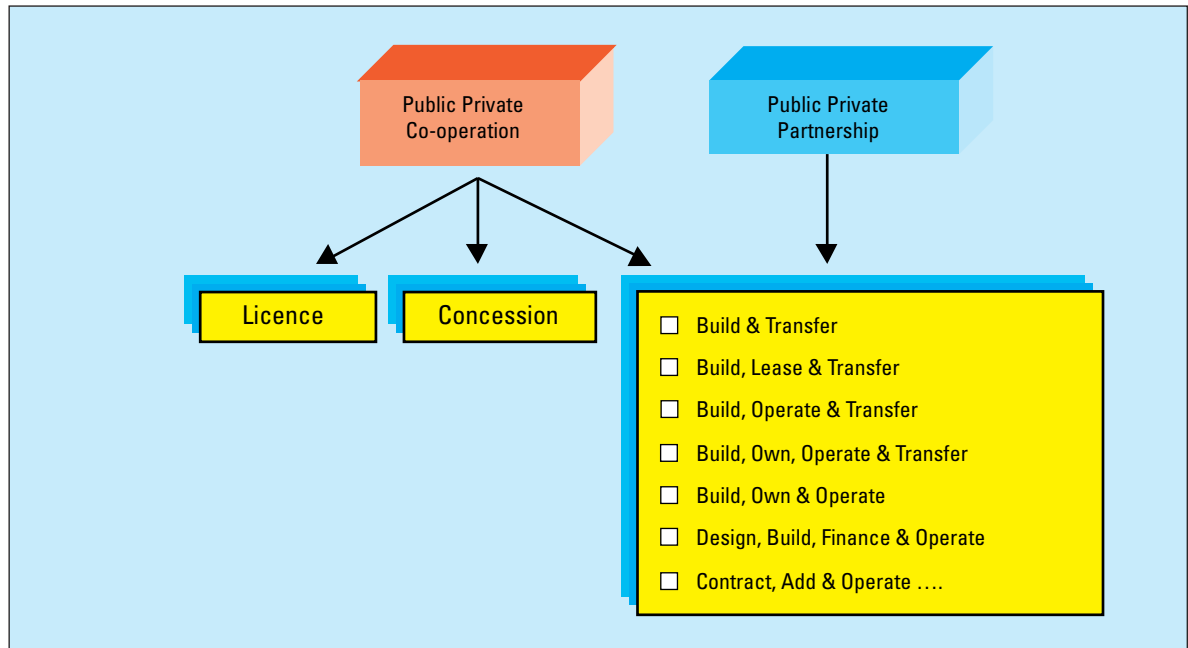 Public Private
Co-operation
Public Private
Partnership
Licence
Concession
Build & Transfer
Build, Lease & Transfer
Build, Operate & Transfer
Build, Own, Operate & Transfer
Build, Own & Operate
Design, Build, Finance & Operate
Contract, Add & Operate ....